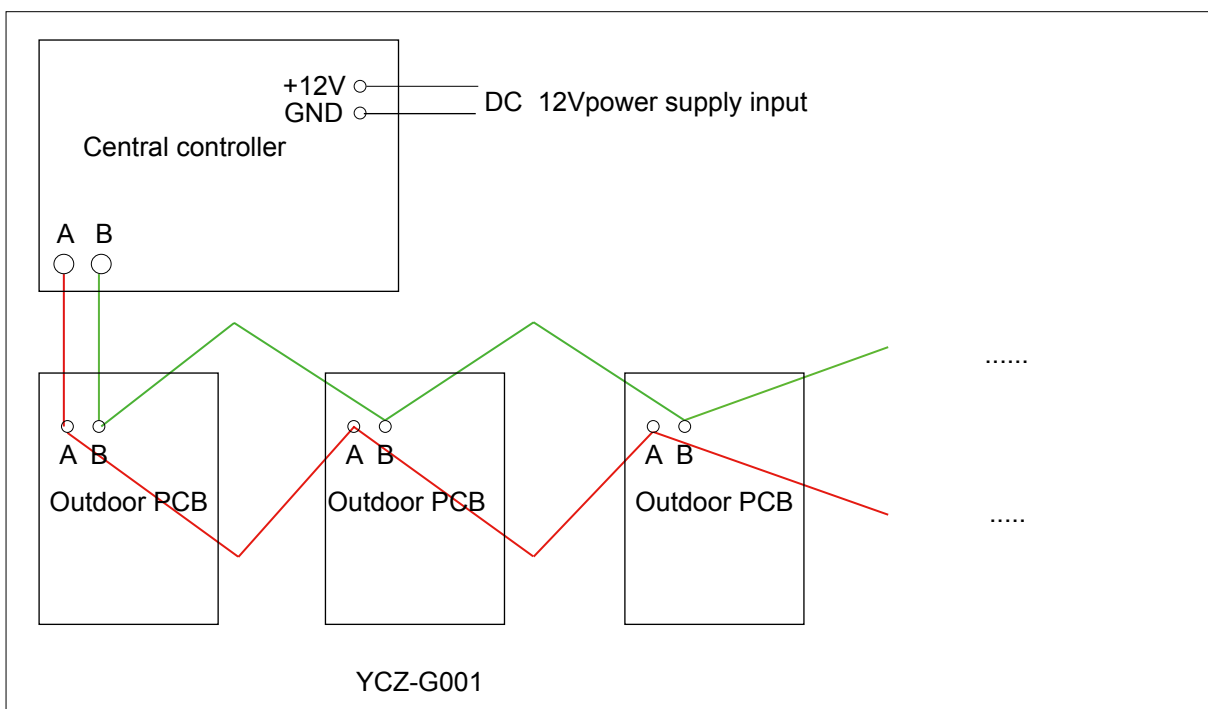 +12V
GND
DC 12Vpower supply input
Central controller
A B
......
A B
A B
A B
Outdoor PCB
Outdoor PCB
Outdoor PCB
.....
YCZ-G001